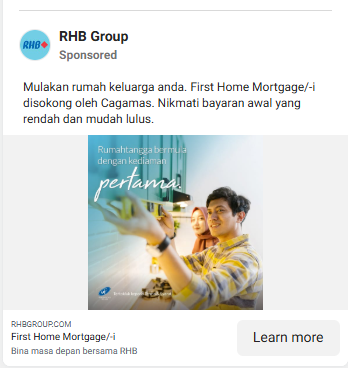 RHB
RHB Group
Sponsored
Mulakan rumah keluarga anda. First Home Mortgage/-i
disokong oleh Cagamas. Nikmati bayaran awal yang
rendah dan mudah lulus.
Rumahtangga bermula
dengan kediaman
pertama.
RHBGROUP.COM
First Home Mortgage/-i
Bina masa depan bersama RHB
Learn more